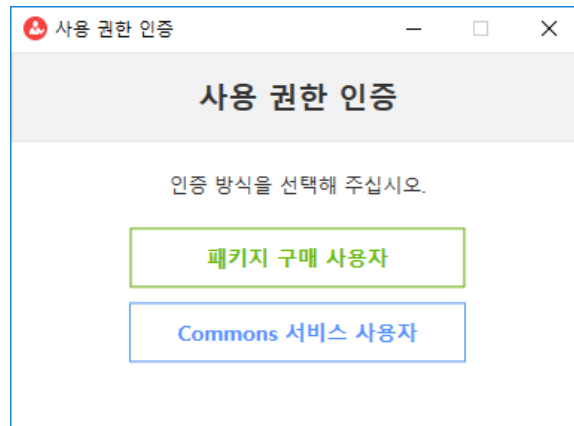 사용 권한 인증
사용 권한 인증
인증 방식을 선택해 주십시오.
패키지 구매 사용자
Commons 서비스 사용자